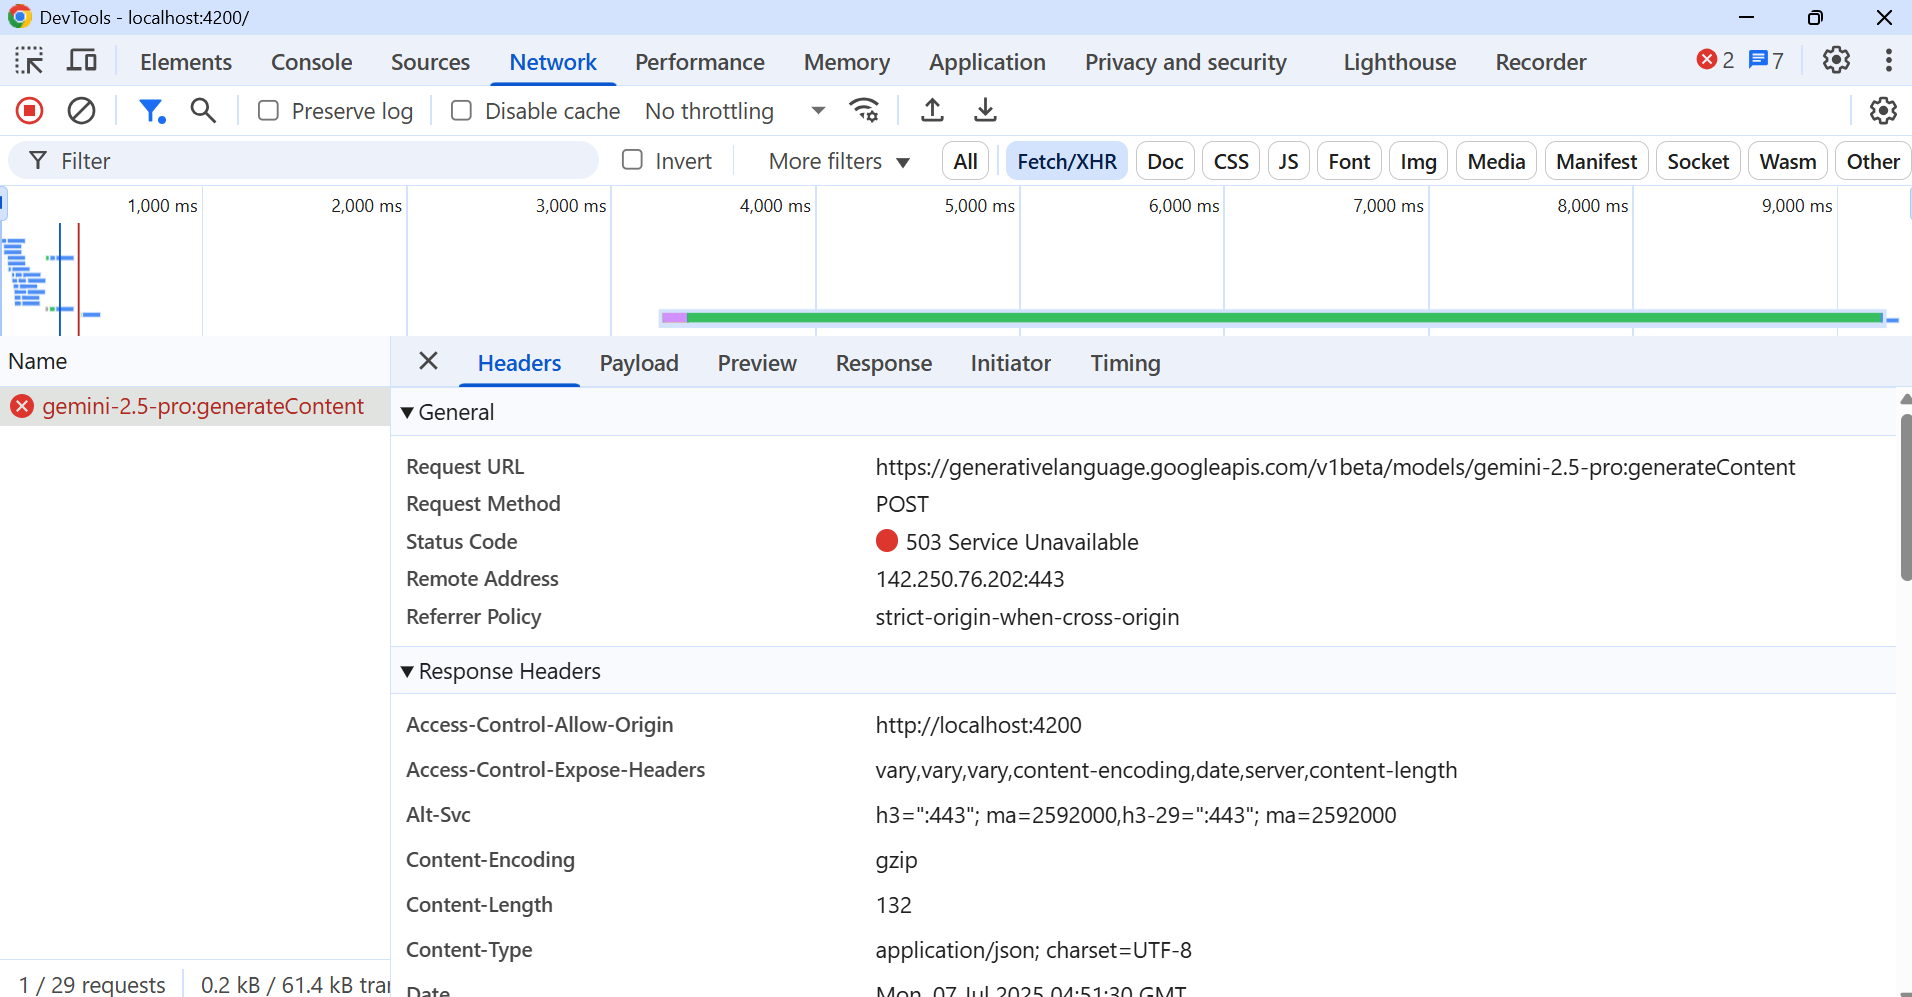 DevTools - localhost:4200/
Elements Console Sources Network Performance Memory Application Privacy and security Lighthouse Recorder 2 7
Preserve log Disable cache No throttling
Filter Invert More filters All Fetch/XHR Doc CSS JS Font Img Media Manifest Socket Wasm Other
1,000 ms 2,000 ms 3,000 ms 4,000 ms 5,000 ms 6,000 ms 7,000 ms 8,000 ms 9,000 ms
Name Headers Payload Preview Response Initiator Timing
gemini-2.5-pro:generateContent
General
Request URL https://generativelanguage.googleapis.com/v1beta/models/gemini-2.5-pro:generateContent
Request Method POST
Status Code 503 Service Unavailable
Remote Address 142.250.76.202:443
Referrer Policy strict-origin-when-cross-origin
Response Headers
Access-Control-Allow-Origin http://localhost:4200
Access-Control-Expose-Headers vary,vary,vary,content-encoding,date,server,content-length
Alt-Svc h3=":443"; ma=2592000,h3-29=":443"; ma=2592000
Content-Encoding gzip
Content-Length 132
Content-Type application/json; charset=UTF-8
1 / 29 requests 0.2 kB / 61.4 kB tra
Date Mon, 07 Jul 2025 04:51:30 GMT